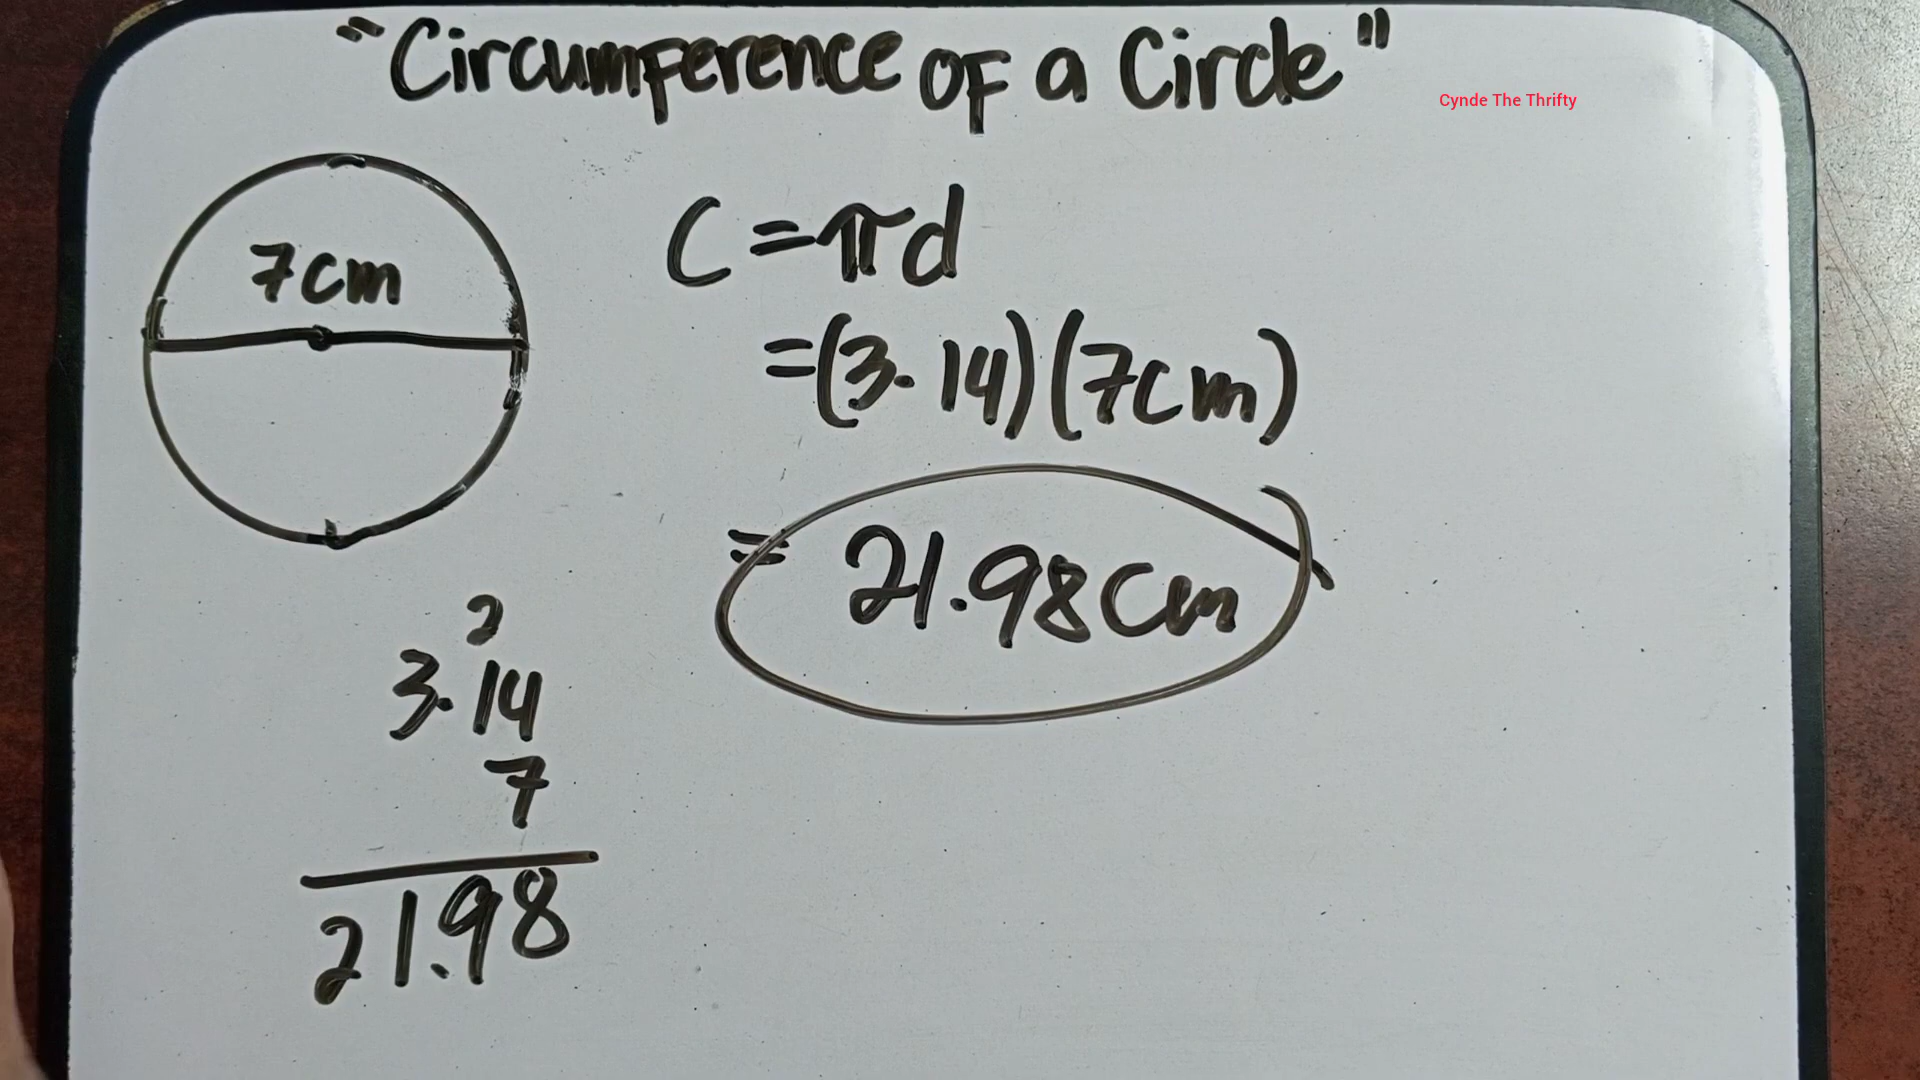 "Circumference of a Circle"
Cynde The Thrifty
7cm
C = πd
= (3.14)(7cm)
= 21.98cm
2
3.14
7
21.98